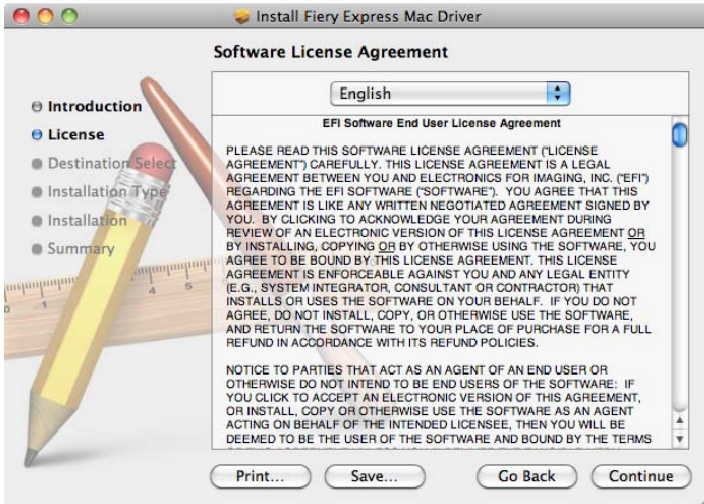 Install Fiery Express Mac Driver
Software License Agreement
Introduction
License
Destination Select
Installation Type
Installation
Summary
English
EFI Software End User License Agreement
PLEASE READ THIS SOFTWARE LICENSE AGREEMENT ("LICENSE
AGREEMENT") CAREFULLY. THIS LICENSE AGREEMENT IS A LEGAL
AGREEMENT BETWEEN YOU AND ELECTRONICS FOR IMAGING, INC. ("EFI")
REGARDING THE EFI SOFTWARE ("SOFTWARE"). YOU AGREE THAT THIS
AGREEMENT IS LIKE ANY WRITTEN NEGOTIATED AGREEMENT SIGNED BY
YOU. BY CLICKING TO ACKNOWLEDGE YOUR AGREEMENT DURING
REVIEW OF AN ELECTRONIC VERSION OF THIS LICENSE AGREEMENT OR
BY INSTALLING, COPYING OR BY OTHERWISE USING THE SOFTWARE, YOU
AGREE TO BE BOUND BY THIS LICENSE AGREEMENT. THIS LICENSE
AGREEMENT IS ENFORCEABLE AGAINST YOU AND ANY LEGAL ENTITY
(E.G., SYSTEM INTEGRATOR, CONSULTANT OR CONTRACTOR) THAT
INSTALLS OR USES THE SOFTWARE ON YOUR BEHALF. IF YOU DO NOT
AGREE, DO NOT INSTALL, COPY, OR OTHERWISE USE THE SOFTWARE,
AND RETURN THE SOFTWARE TO YOUR PLACE OF PURCHASE FOR A FULL
REFUND IN ACCORDANCE WITH ITS REFUND POLICIES.
NOTICE TO PARTIES THAT ACT AS AN AGENT OF AN END USER OR
OTHERWISE DO NOT INTEND TO BE END USERS OF THE SOFTWARE: IF
YOU CLICK TO ACCEPT AN ELECTRONIC VERSION OF THIS AGREEMENT,
OR INSTALL, COPY OR OTHERWISE USE THE SOFTWARE AS AN AGENT
ACTING ON BEHALF OF THE INTENDED LICENSEE, THEN YOU WILL BE
DEEMED TO BE THE USER OF THE SOFTWARE AND BOUND BY THE TERMS
Print...
Save...
Go Back
Continue